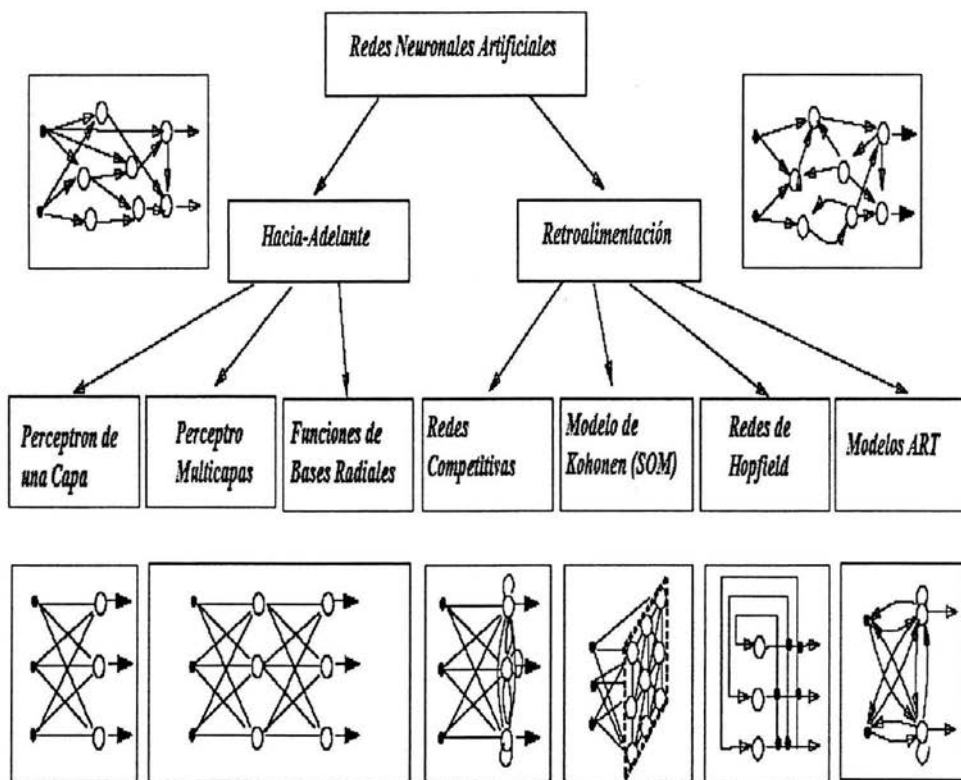 Redes Neuronales Artificiales
Hacia-Adelante
Retroalimentación
Perceptron de
una Capa
Perceptro
Multicapas
Funciones de
Bases Radiales
Redes
Competitivas
Modelo de
Kohonen (SOM)
Redes de
Hopfield
Modelos ART